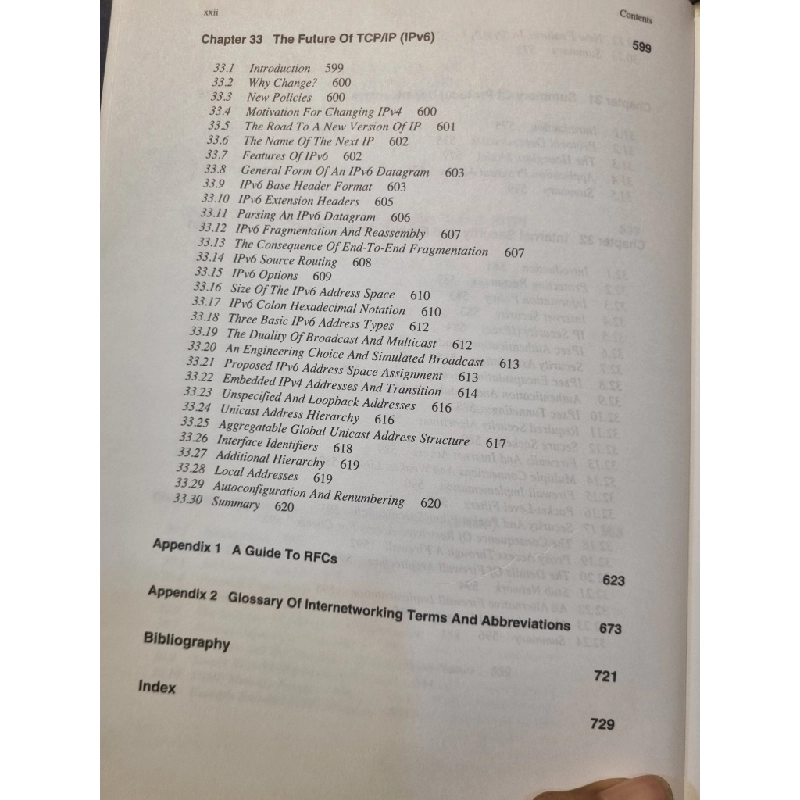 xxii Contents
Chapter 33 The Future Of TCP/IP (IPv6) 599
33.1 Introduction 599
33.2 Why Change? 600
33.3 New Policies 600
33.4 Motivation For Changing IPv4 600
33.5 The Road To A New Version Of IP 601
33.6 The Name Of The Next IP 602
33.7 Features Of IPv6 602
33.8 General Form Of An IPv6 Datagram 603
33.9 IPv6 Base Header Format 603
33.10 IPv6 Extension Headers 605
33.11 Parsing An IPv6 Datagram 606
33.12 IPv6 Fragmentation And Reassembly 607
33.13 The Consequence Of End-To-End Fragmentation 607
33.14 IPv6 Source Routing 608
33.15 IPv6 Options 609
33.16 Size Of The IPv6 Address Space 610
33.17 IPv6 Colon Hexadecimal Notation 610
33.18 Three Basic IPv6 Address Types 612
33.19 The Duality Of Broadcast And Multicast 612
33.20 An Engineering Choice And Simulated Broadcast 613
33.21 Proposed IPv6 Address Space Assignment 613
33.22 Embedded IPv4 Addresses And Transition 614
33.23 Unspecified And Loopback Addresses 616
33.24 Unicast Address Hierarchy 616
33.25 Aggregatable Global Unicast Address Structure 617
33.26 Interface Identifiers 618
33.27 Additional Hierarchy 619
33.28 Local Addresses 619
33.29 Autoconfiguration And Renumbering 620
33.30 Summary 620
Appendix 1 A Guide To RFCs 623
Appendix 2 Glossary Of Internetworking Terms And Abbreviations 673
Bibliography 721
Index 729